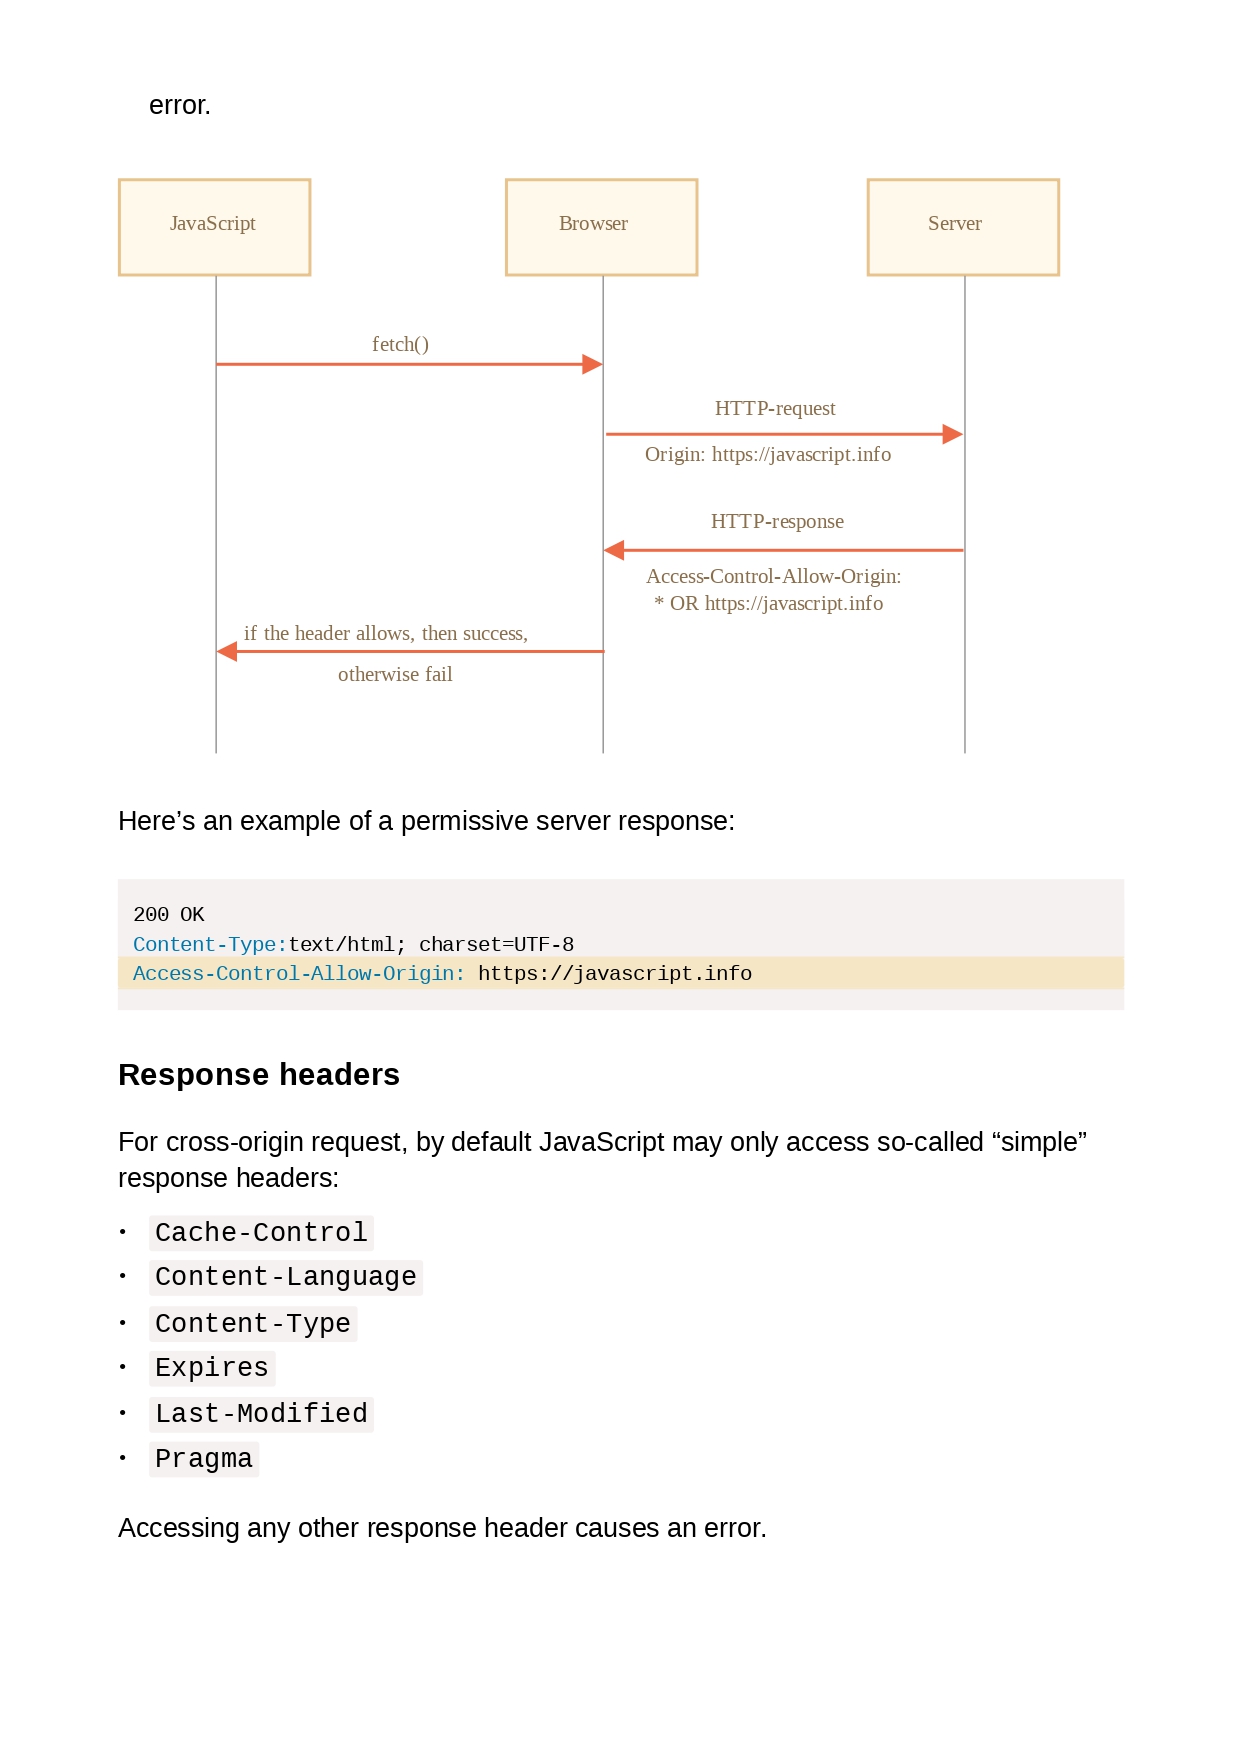 error.
JavaScript
Browser
Server
fetch()
HTTP-request
Origin: https://javascript.info
HTTP-response
Access-Control-Allow-Origin:
* OR https://javascript.info
if the header allows, then success,
otherwise fail
Here’s an example of a permissive server response:
200 OK
Content-Type:text/html; charset=UTF-8
Access-Control-Allow-Origin: https://javascript.info
Response headers
For cross-origin request, by default JavaScript may only access so-called “simple”
response headers:
• Cache-Control
• Content-Language
• Content-Type
• Expires
• Last-Modified
• Pragma
Accessing any other response header causes an error.